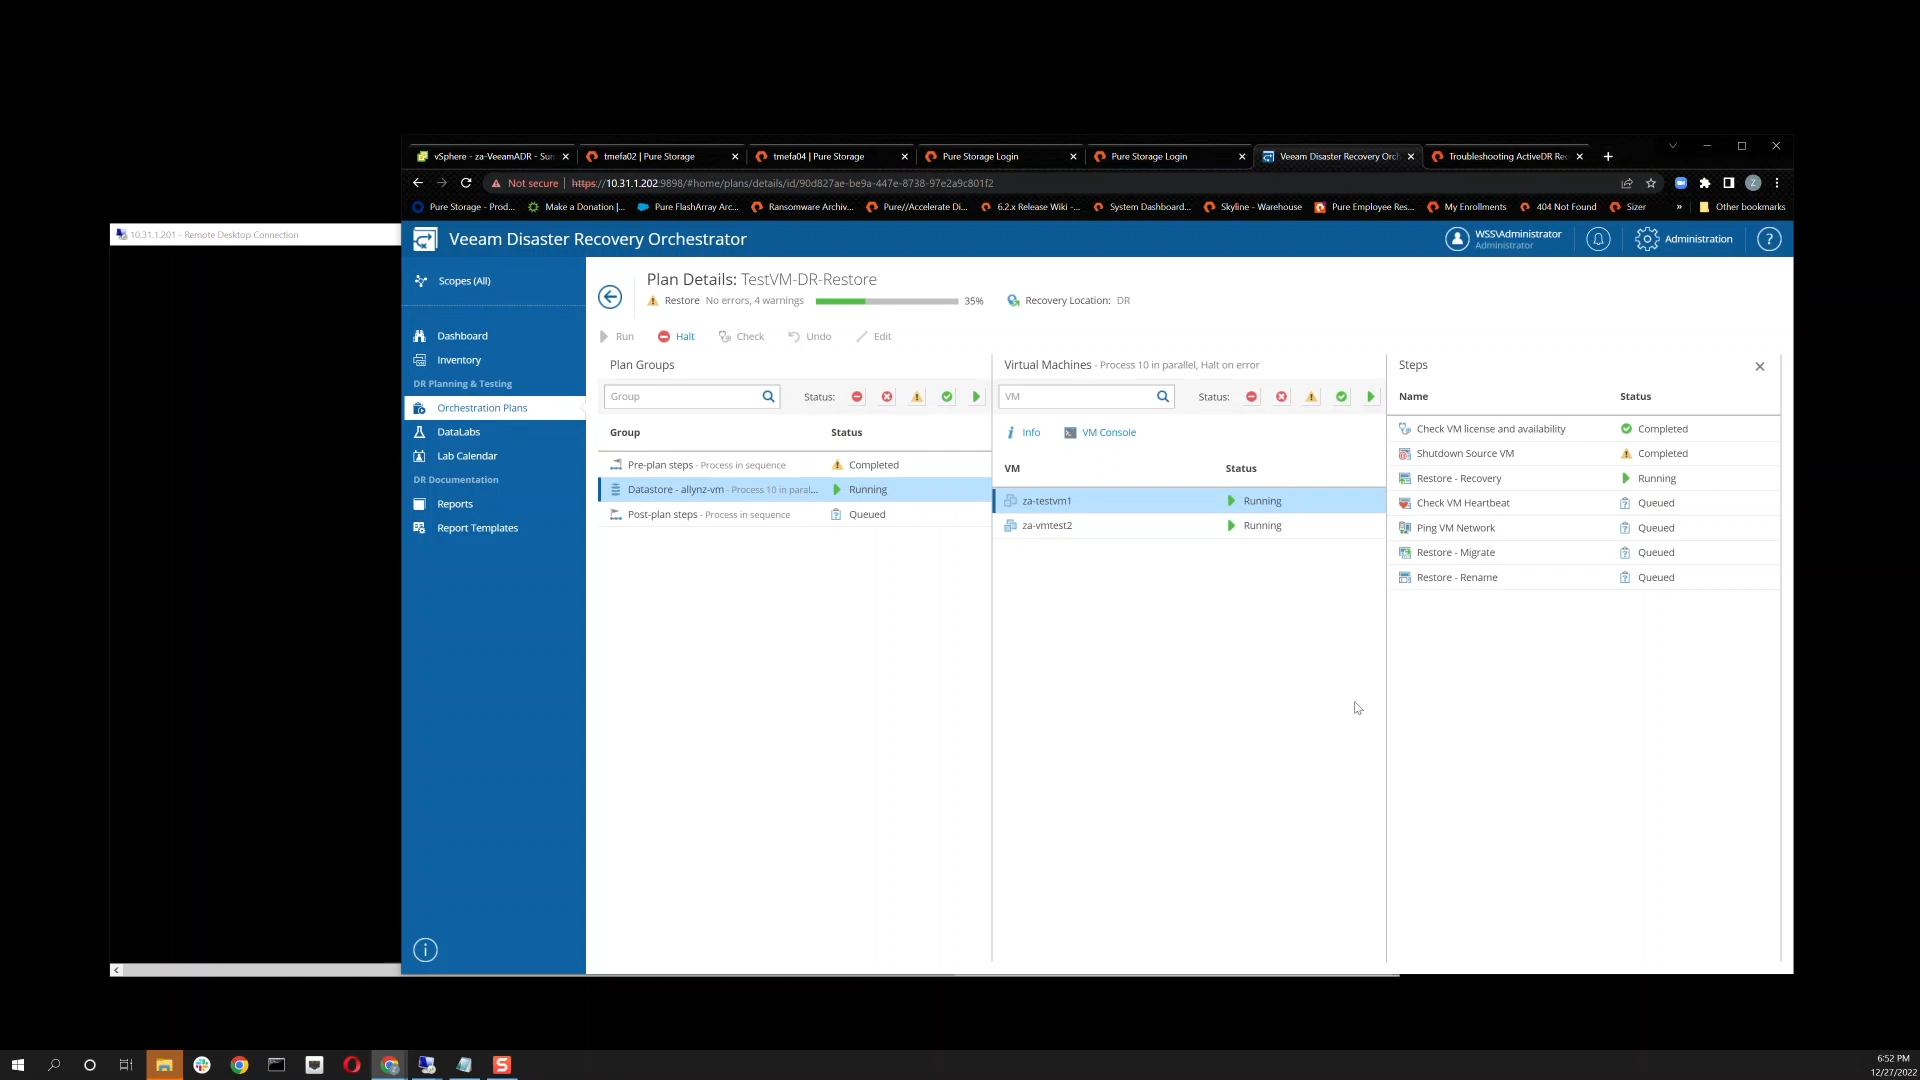 vSphere - za-VeeamADR - Sum
tmefa02 | Pure Storage
tmefa04 | Pure Storage
Pure Storage Login
Pure Storage Login
Veeam Disaster Recovery Orch
Troubleshooting ActiveDR Rec
Not secure | https://10.31.1.202:9898/#home/plans/details/id/90d827ae-be9a-447e-8738-97e2a9c801f2
Pure Storage - Prod...
Make a Donation |...
Pure FlashArray Arc...
Ransomware Archiv...
Pure//Accelerate Di...
6.2.x Release Wiki -...
System Dashboard...
Skyline - Warehouse
Pure Employee Res...
My Enrollments
404 Not Found
Sizer
»
Other bookmarks
10.31.1.201 - Remote Desktop Connection
Veeam Disaster Recovery Orchestrator
WSS\Administrator
Administrator
Administration
?
Scopes (All)
Dashboard
Inventory
DR Planning & Testing
Orchestration Plans
DataLabs
Lab Calendar
DR Documentation
Reports
Report Templates
Plan Details: TestVM-DR-Restore
Restore No errors, 4 warnings 35% Recovery Location: DR
Run Halt Check Undo Edit
Plan Groups
Group Status:
Group Status
Pre-plan steps - Process in sequence Completed
Datastore - allynz-vm - Process 10 in paral... Running
Post-plan steps - Process in sequence Queued
Virtual Machines - Process 10 in parallel, Halt on error
VM Status:
Info VM Console
VM Status
za-testvm1 Running
za-vmtest2 Running
Steps
Name Status
Check VM license and availability Completed
Shutdown Source VM Completed
Restore - Recovery Running
Check VM Heartbeat Queued
Ping VM Network Queued
Restore - Migrate Queued
Restore - Rename Queued
6:52 PM
12/27/2022